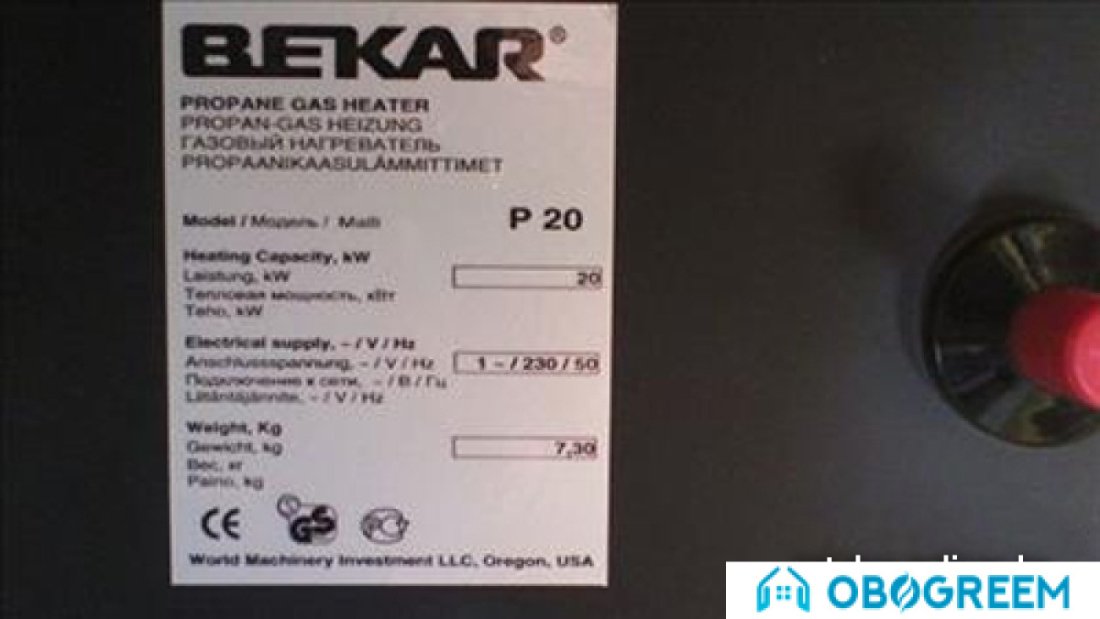 BEKAR®
PROPANE GAS HEATER
PROPAN-GAS HEIZUNG
ГАЗОВЫЙ НАГРЕВАТЕЛЬ
PROPAANIKAASULÄMMITTIMET
Model / Модель / Malli P 20
Heating Capacity, kW
Leistung, kW 20
Тепловая мощность, кВт
Teho, kW
Electrical supply, ~ / V / Hz
Anschlussspannung, ~ / V / Hz 1 ~ / 230 / 50
Подключение к сети, ~ / В / Гц
Liitäntäjännite, ~ / V / Hz
Weight, Kg
Gewicht, kg 7,30
Вес, кг
Paino, kg
CE GS
World Machinery Investment LLC, Oregon, USA
OBOGREEM